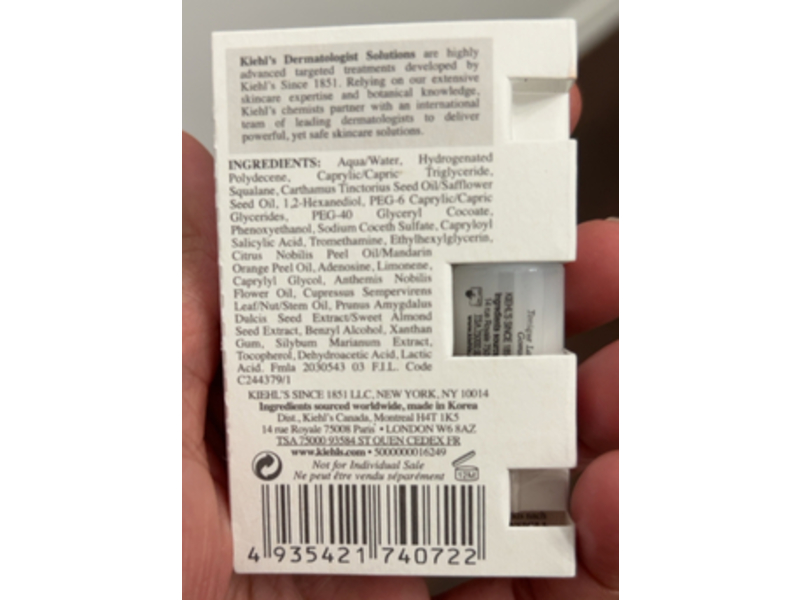 Kiehl's Dermatologist Solutions are highly
advanced targeted treatments developed by
Kiehl's Since 1851. Relying on our extensive
skincare expertise and botanical knowledge,
Kiehl's chemists partner with an international
team of leading dermatologists to deliver
powerful, yet safe skincare solutions.
INGREDIENTS: Aqua/Water, Hydrogenated
Polydecene, Caprylic/Capric Triglyceride,
Squalane, Carthamus Tinctorius Seed Oil/Safflower
Seed Oil, 1,2-Hexanediol, PEG-6 Caprylic/Capric
Glycerides, PEG-40 Glyceryl Cocoate,
Phenoxyethanol, Sodium Coceth Sulfate, Capryloyl
Salicylic Acid, Tromethamine, Ethylhexylglycerin,
Citrus Nobilis Peel Oil/Mandarin
Orange Peel Oil, Adenosine, Limonene,
Caprylyl Glycol, Anthemis Nobilis
Flower Oil, Cupressus Sempervirens
Leaf/Nut/Stem Oil, Prunus Amygdalus
Dulcis Seed Extract/Sweet Almond
Seed Extract, Benzyl Alcohol, Xanthan
Gum, Silybum Marianum Extract,
Tocopherol, Dehydroacetic Acid, Lactic
Acid. Fmla 2030543 03 F.I.L. Code
C244379/1
KIEHL'S SINCE 1851 LLC, NEW YORK, NY 10014
Ingredients sourced worldwide, made in Korea
Dist., Kiehl's Canada, Montreal H4T 1K5
14 rue Royale 75008 Paris • LONDON W6 8AZ
TSA 75000 93584 ST OUEN CEDEX FR
www.kiehls.com • 5000000016249
Not for Individual Sale
Ne peut être vendu séparément
12M
4 935421 740722
KIEHL'S SINCE
Ingredients
14 rue Royale
TSA 75000